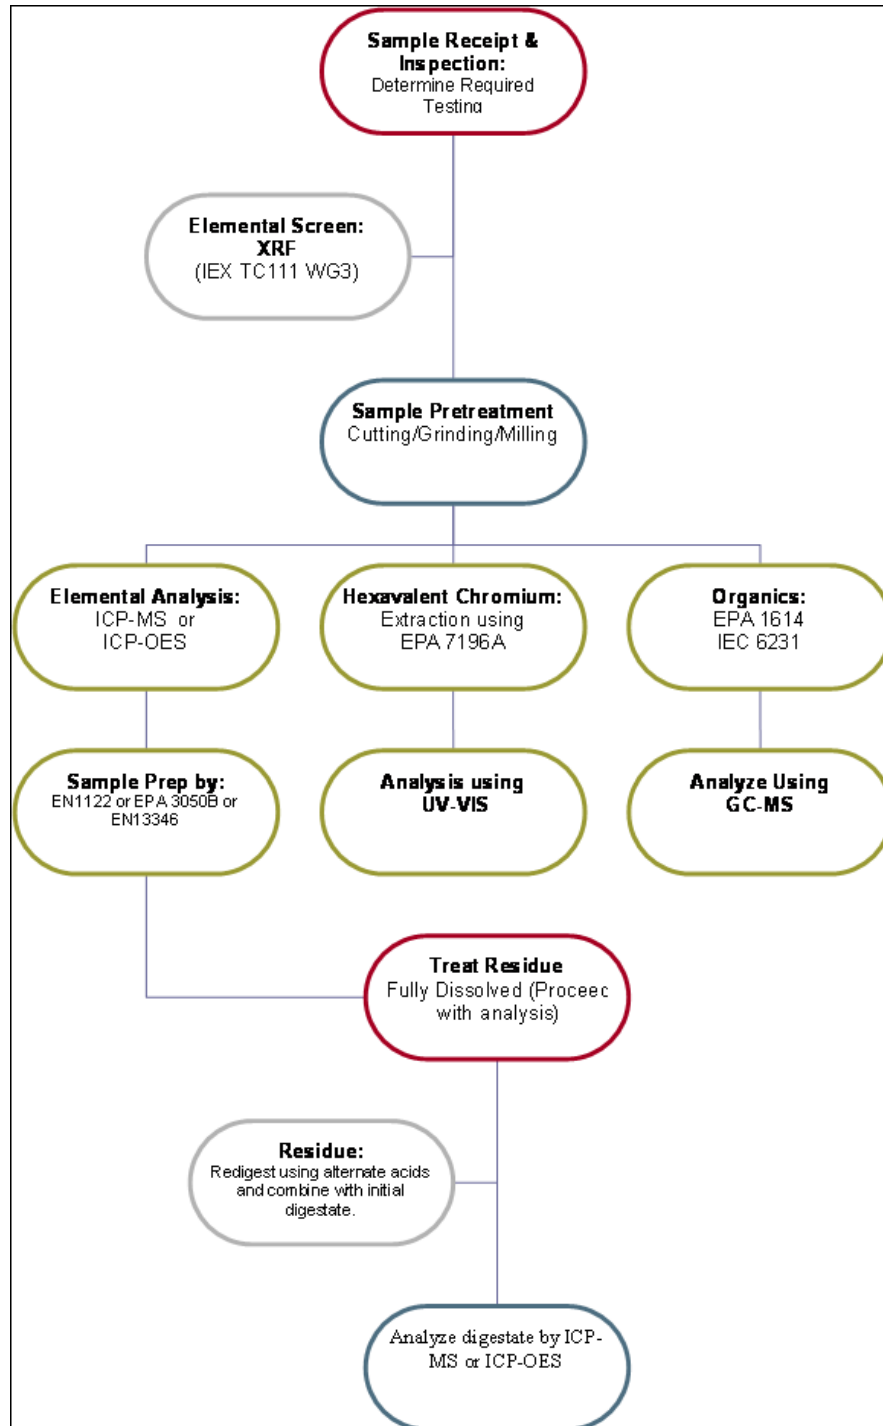 Sample Receipt &
Inspection:
Determine Required
Testing
Elemental Screen:
XRF
(IEX TC111 WG3)
Sample Pretreatment
Cutting/Grinding/Milling
Elemental Analysis:
ICP-MS or
ICP-OES
Hexavalent Chromium:
Extraction using
EPA 7196A
Organics:
EPA 1614
IEC 6231
Sample Prep by:
EN1122 or EPA 3050B or
EN13346
Analysis using
UV-VIS
Analyze Using
GC-MS
Treat Residue
Fully Dissolved (Proceed
with analysis)
Residue:
Redigest using alternate acids
and combine with initial
digestate.
Analyze digestate by ICP-
MS or ICP-OES